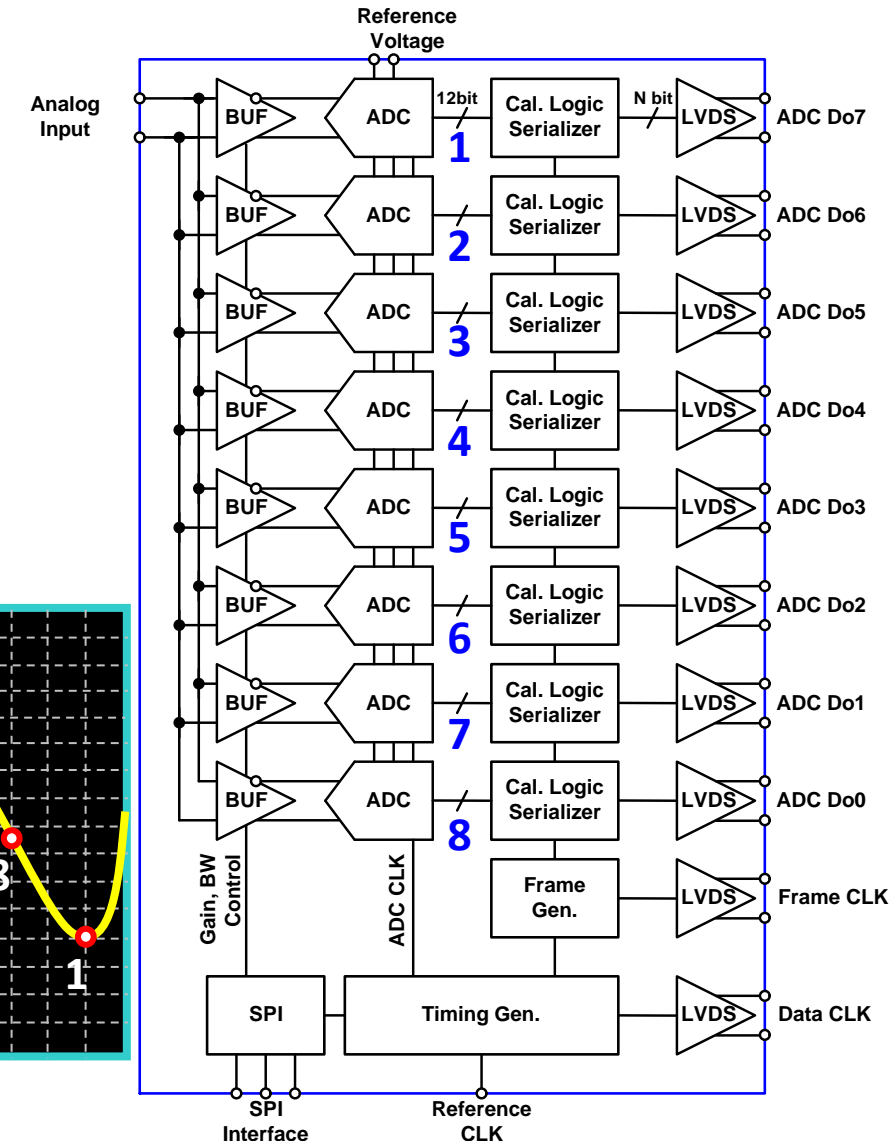 Reference
Voltage
Analog
Input
BUF
ADC
12bit
1
Cal. Logic
Serializer
N bit
LVDS
ADC Do7
BUF
ADC
2
Cal. Logic
Serializer
LVDS
ADC Do6
BUF
ADC
3
Cal. Logic
Serializer
LVDS
ADC Do5
BUF
ADC
4
Cal. Logic
Serializer
LVDS
ADC Do4
BUF
ADC
5
Cal. Logic
Serializer
LVDS
ADC Do3
BUF
ADC
6
Cal. Logic
Serializer
LVDS
ADC Do2
BUF
ADC
7
Cal. Logic
Serializer
LVDS
ADC Do1
BUF
ADC
8
Cal. Logic
Serializer
LVDS
ADC Do0
Gain, BW
Control
ADC CLK
Frame
Gen.
LVDS
Frame CLK
1
SPI
Timing Gen.
LVDS
Data CLK
SPI
Interface
Reference
CLK